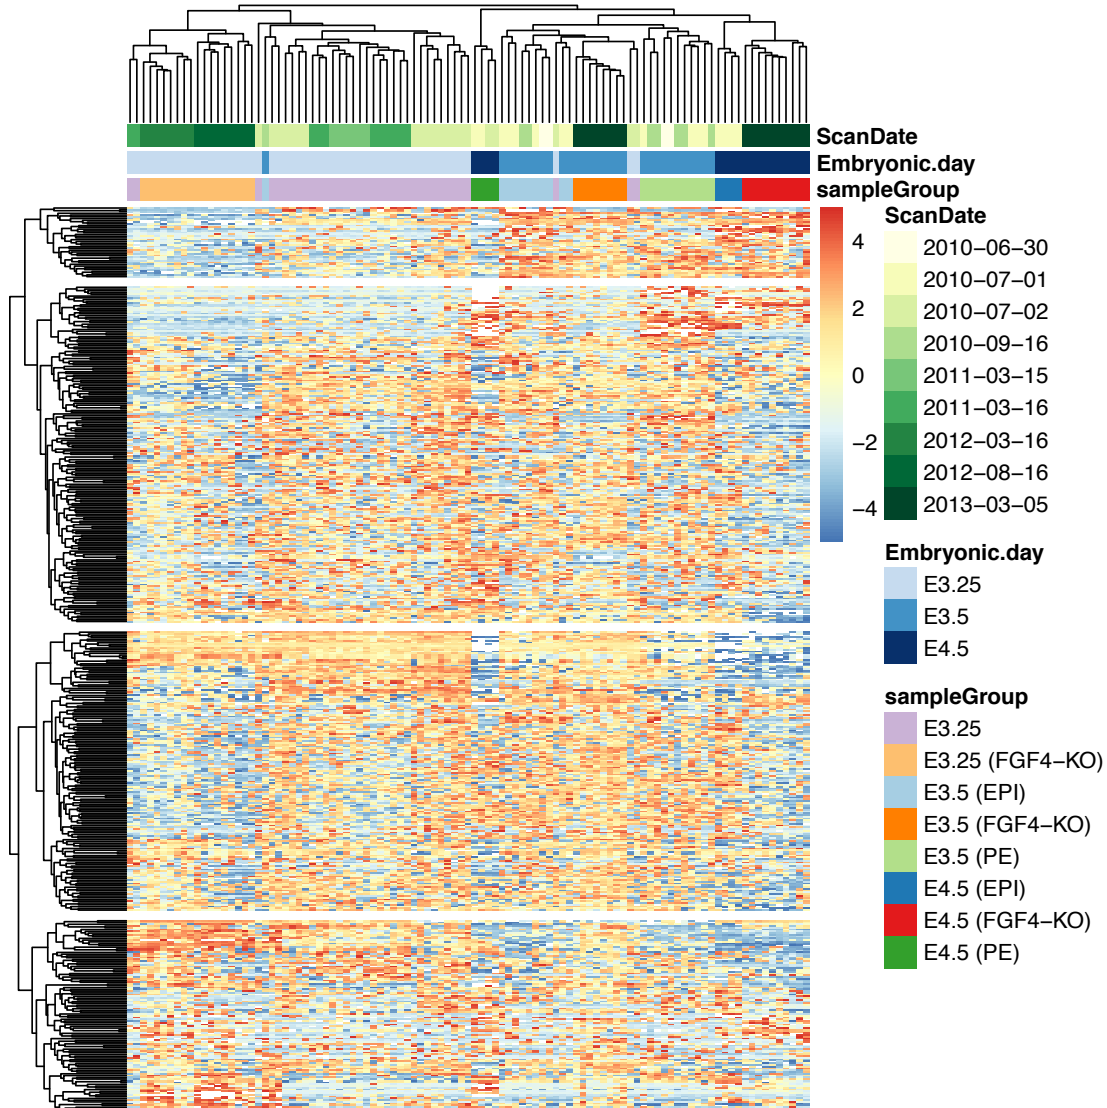 ScanDate
Embryonic.day
sampleGroup
4
2
0
−2
−4
ScanDate
2010−06−30
2010−07−01
2010−07−02
2010−09−16
2011−03−15
2011−03−16
2012−03−16
2012−08−16
2013−03−05
Embryonic.day
E3.25
E3.5
E4.5
sampleGroup
E3.25
E3.25 (FGF4−KO)
E3.5 (EPI)
E3.5 (FGF4−KO)
E3.5 (PE)
E4.5 (EPI)
E4.5 (FGF4−KO)
E4.5 (PE)